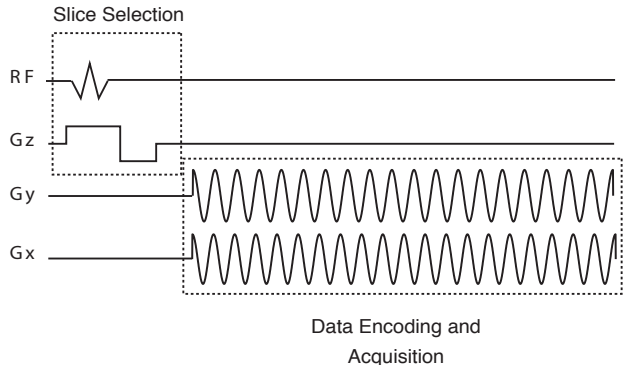 Slice Selection
RF
Gz
Gy
Gx
Data Encoding and
Acquisition